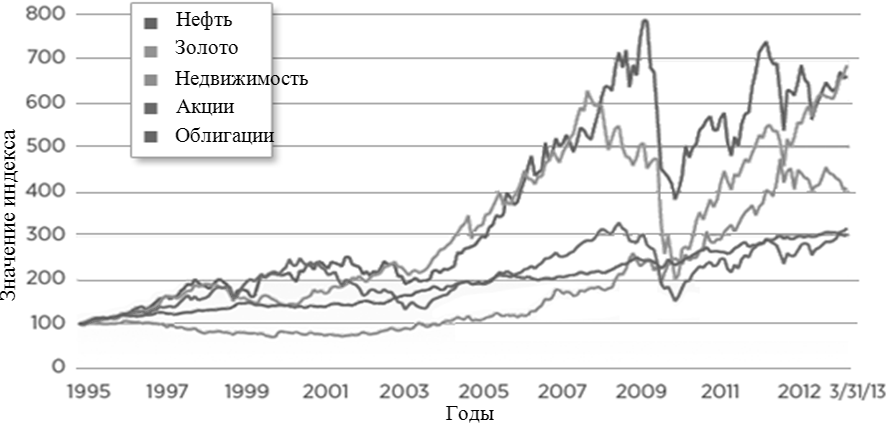 Нефть
Золото
Недвижимость
Акции
Облигации
Значение индекса
800
700
600
500
400
300
200
100
0
1995 1997 1999 2001 2003 2005 2007 2009 2011 2012 3/31/13
Годы